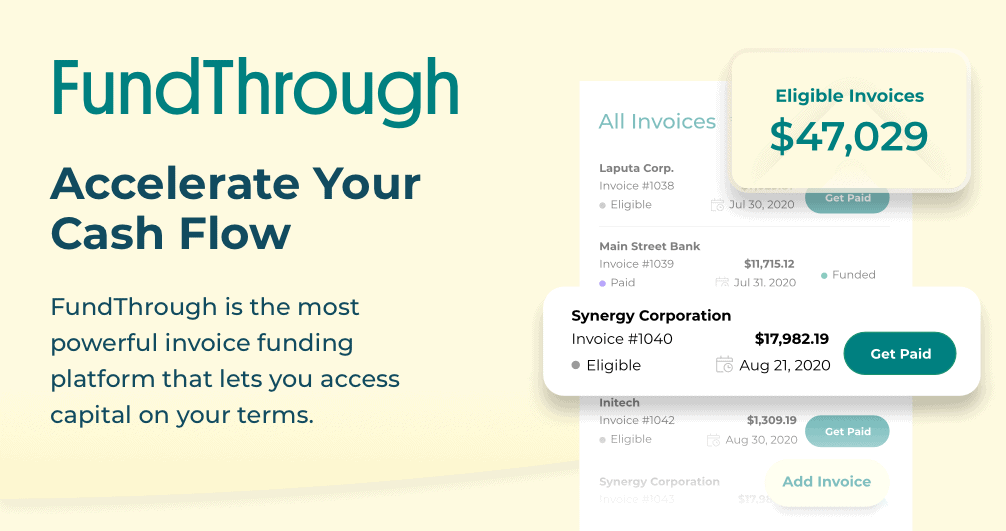 FundThrough
Accelerate Your
Cash Flow
FundThrough is the most
powerful invoice funding
platform that lets you access
capital on your terms.
Eligible Invoices
$47,029
All Invoices
Laputa Corp.
Invoice #1038
Eligible
Jul 30, 2020
Get Paid
Main Street Bank
Invoice #1039
$11,715.12
Paid
Jul 31, 2020
Funded
Synergy Corporation
Invoice #1040
$17,982.19
Eligible
Aug 21, 2020
Get Paid
Initech
Invoice #1042
$1,309.19
Eligible
Aug 30, 2020
Get Paid
Synergy Corporation
Invoice #1043
Add Invoice